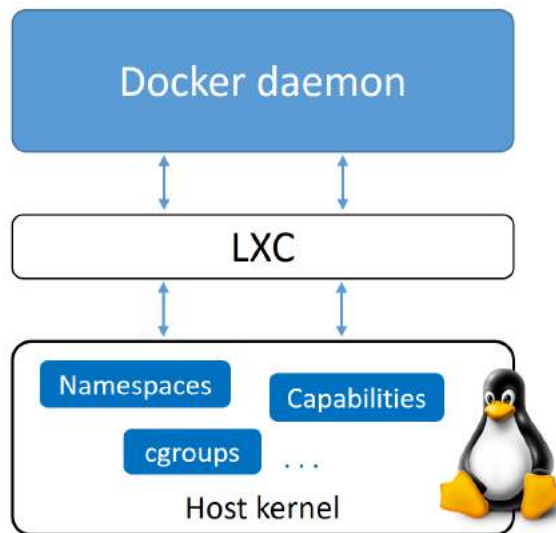 Docker daemon
LXC
Namespaces
Capabilities
cgroups ...
Host kernel